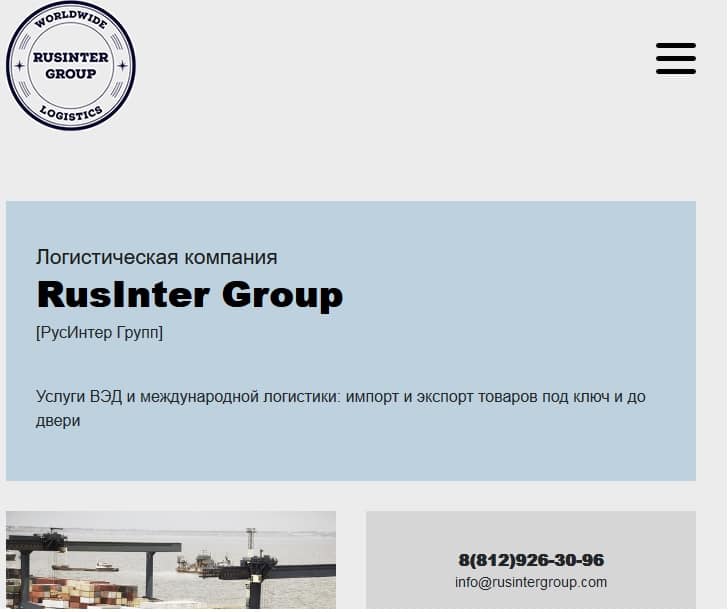 WORLDWIDE
RUSINTER
GROUP
LOGISTICS
Логистическая компания
RusInter Group
[РусИнтер Групп]
Услуги ВЭД и международной логистики: импорт и экспорт товаров под ключ и до
двери
8(812)926-30-96
info@rusintergroup.com